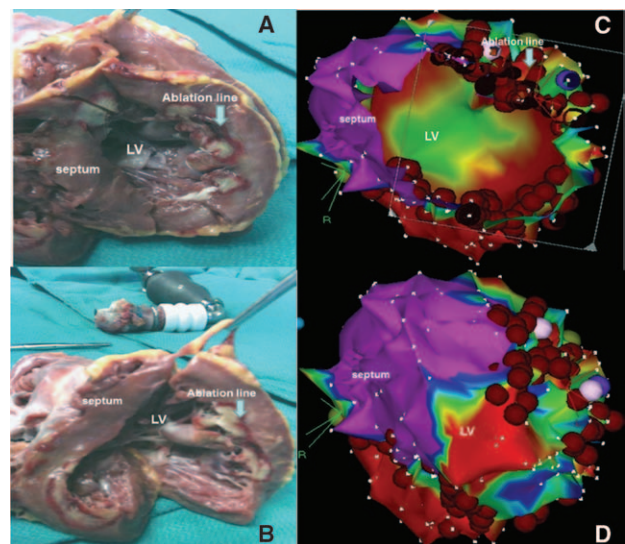 A
Ablation line
LV
septum
C
Ablation line
septum
LV
R
B
septum
Ablation line
LV
D
septum
LV
R